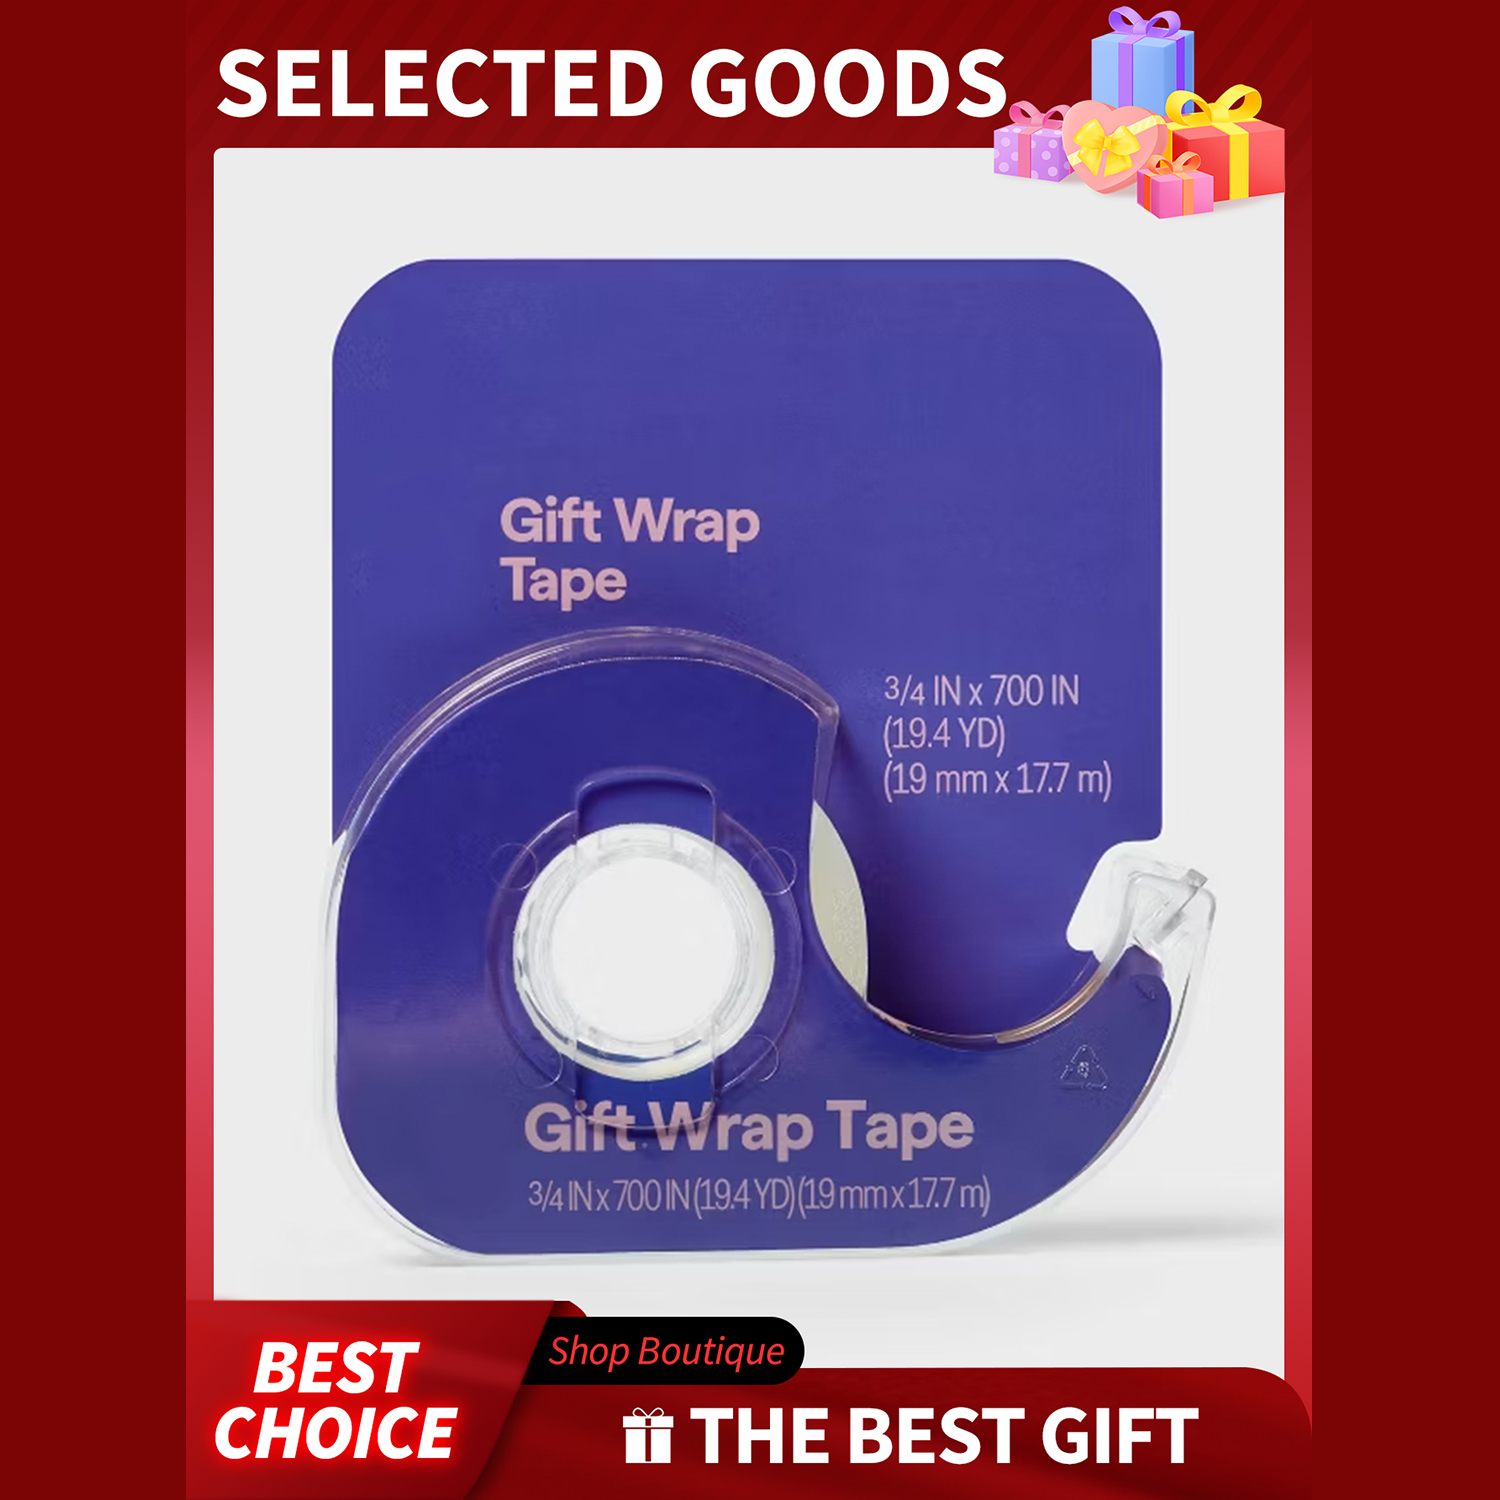 SELECTED GOODS
Gift Wrap
Tape
3/4 IN x 700 IN
(19.4 YD)
(19 mm x 17.7 m)
Gift Wrap Tape
3/4 IN x 700 IN (19.4 YD) (19 mm x 17.7 m)
BEST
CHOICE
Shop Boutique
THE BEST GIFT